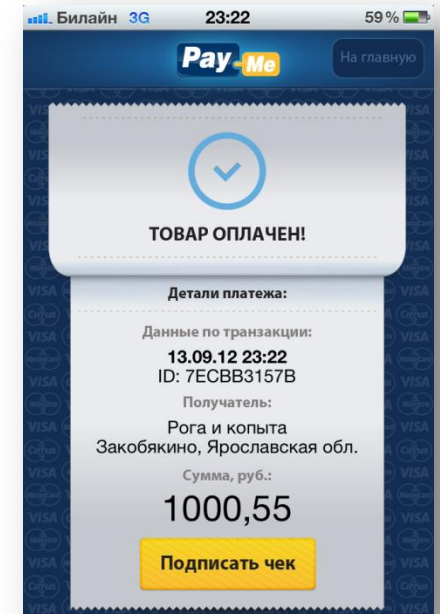 Билайн 3G 23:22 59%
Pay-Me
На главную
ТОВАР ОПЛАЧЕН!
Детали платежа:
Данные по транзакции:
13.09.12 23:22
ID: 7ECBB3157B
Получатель:
Рога и копыта
Закобякино, Ярославская обл.
Сумма, руб.:
1000,55
Подписать чек